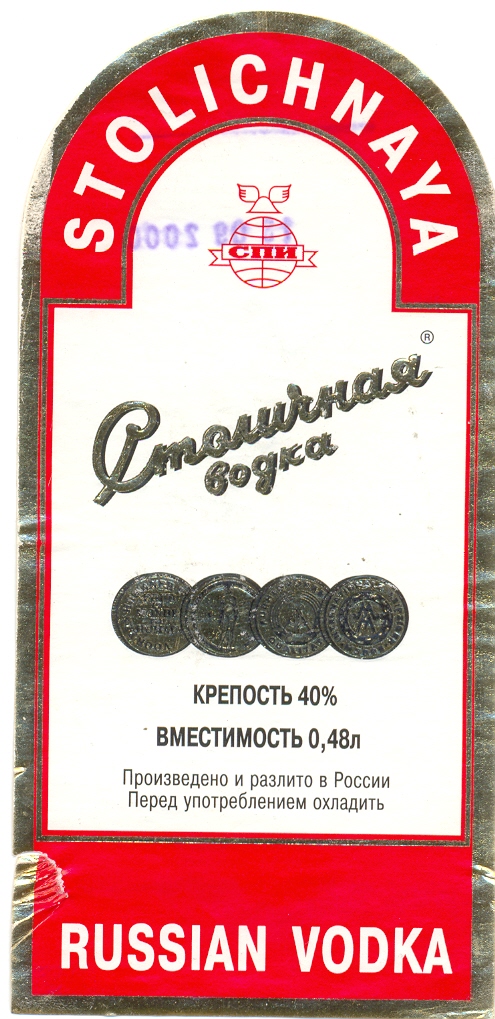 STOLICHNAYA
СПИ
®
Столичная
водка
КРЕПОСТЬ 40%
ВМЕСТИМОСТЬ 0,48л
Произведено и разлито в России
Перед употреблением охладить
RUSSIAN VODKA